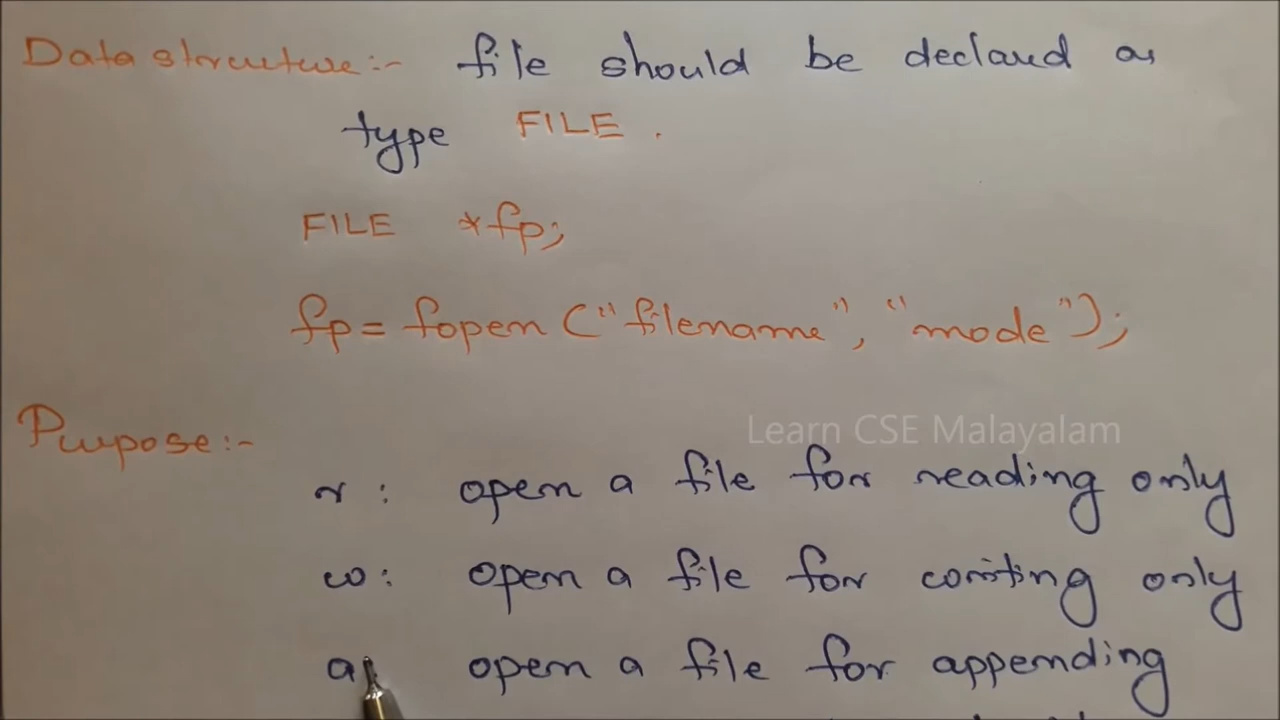 Data structure:- file should be declared as
type FILE .
FILE *fp;
fp= fopen ("filename", "mode");
Purpose:-
Learn CSE Malayalam
r : open a file for reading only
w: open a file for writing only
a open a file for appending